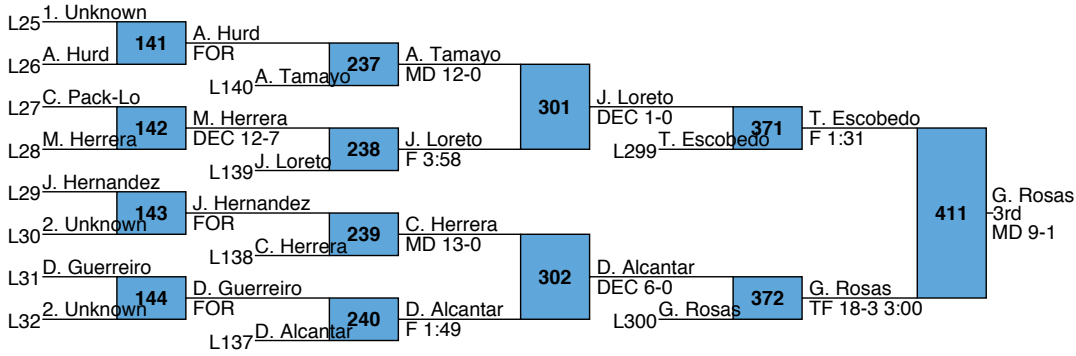 L25 1. Unknown
141
A. Hurd
FOR
L26 A. Hurd
237
A. Tamayo
MD 12-0
L140 A. Tamayo
301
J. Loreto
DEC 1-0
L27 C. Pack-Lo
142
M. Herrera
DEC 12-7
L28 M. Herrera
238
J. Loreto
F 3:58
L139 J. Loreto
371
T. Escobedo
F 1:31
L299 T. Escobedo
L29 J. Hernandez
143
J. Hernandez
FOR
L30 2. Unknown
239
C. Herrera
MD 13-0
L138 C. Herrera
411
G. Rosas
3rd
MD 9-1
302
D. Alcantar
DEC 6-0
L31 D. Guerreiro
144
D. Guerreiro
FOR
L32 2. Unknown
240
D. Alcantar
F 1:49
L137 D. Alcantar
372
G. Rosas
TF 18-3 3:00
L300 G. Rosas